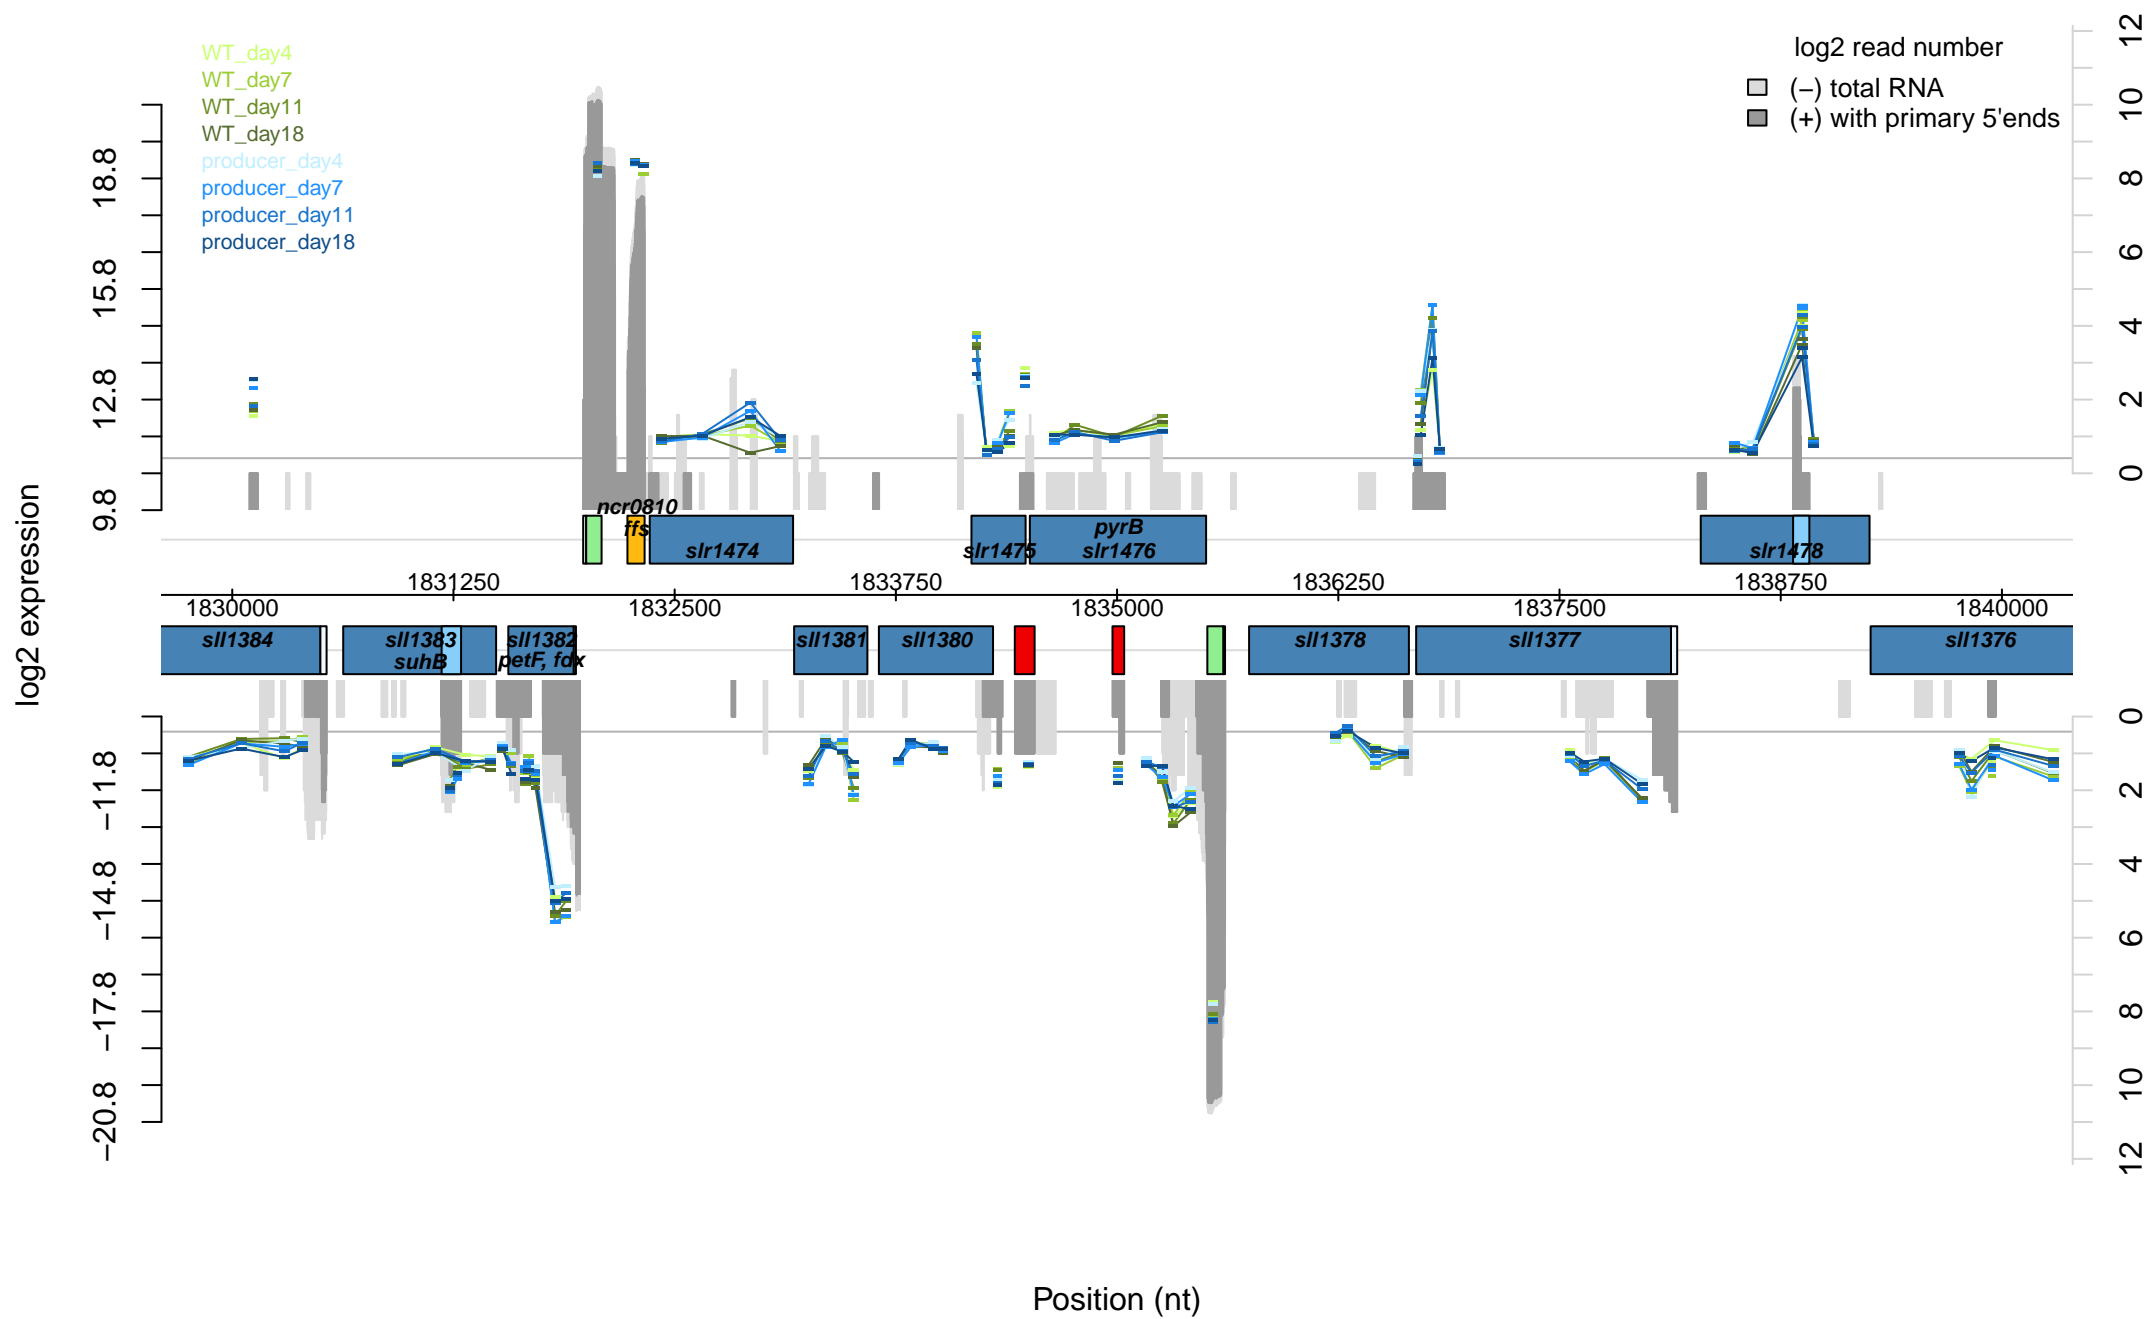 WT_day4
WT_day7
WT_day11
WT_day18
producer_day4
producer_day7
producer_day11
producer_day18
log2 read number
(−) total RNA
(+) with primary 5'ends
log2 expression
18.8
15.8
12.8
9.8
12
10
8
6
4
2
0
ncr0810
ffs
slr1474
slr1475
pyrB
slr1476
slr1478
1831250
1833750
1836250
1838750
1830000
1832500
1835000
1837500
1840000
sll1384
sll1383
suhB
sll1382
petF, fdx
sll1381
sll1380
sll1378
sll1377
sll1376
−11.8
−11.8
−14.8
−17.8
−20.8
0
2
4
6
8
10
12
Position (nt)